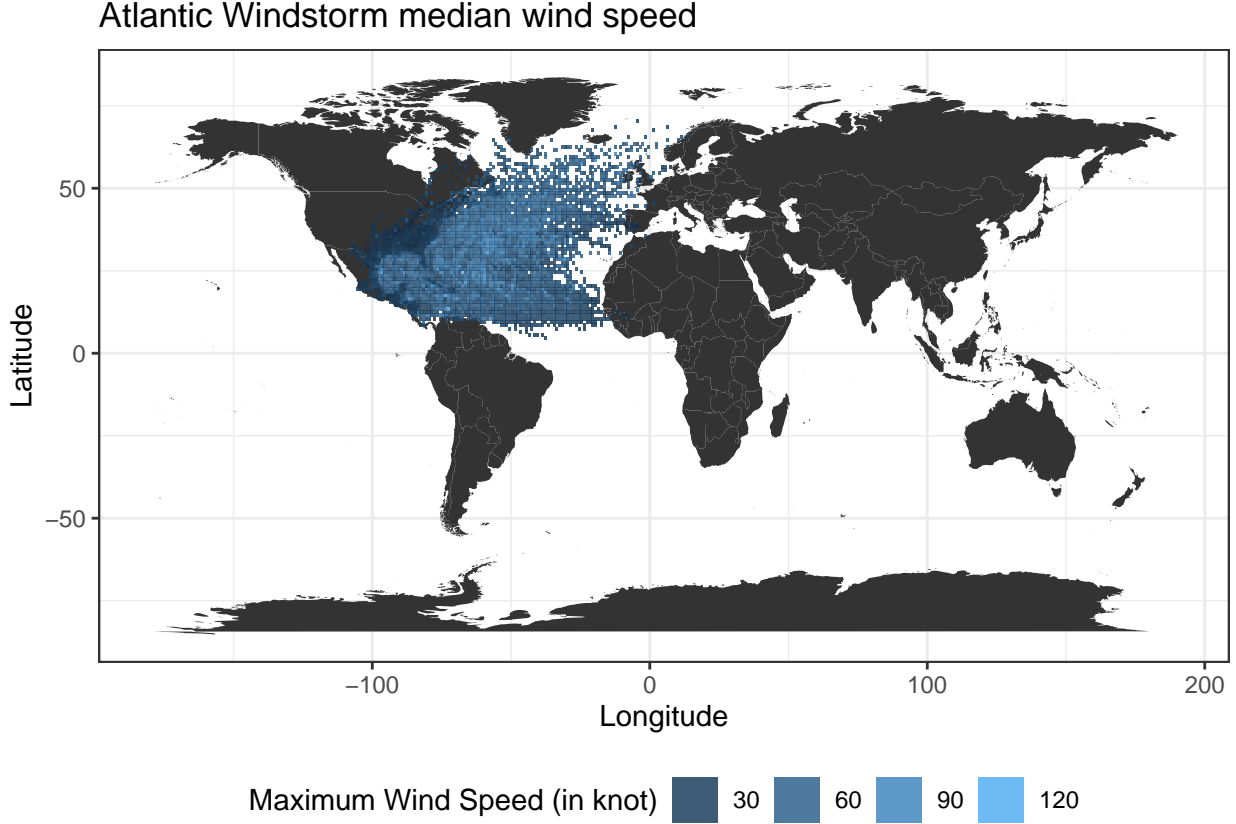 Atlantic Windstorm median wind speed
Latitude
50
0
−50
−100 0 100 200
Longitude
Maximum Wind Speed (in knot) 30 60 90 120